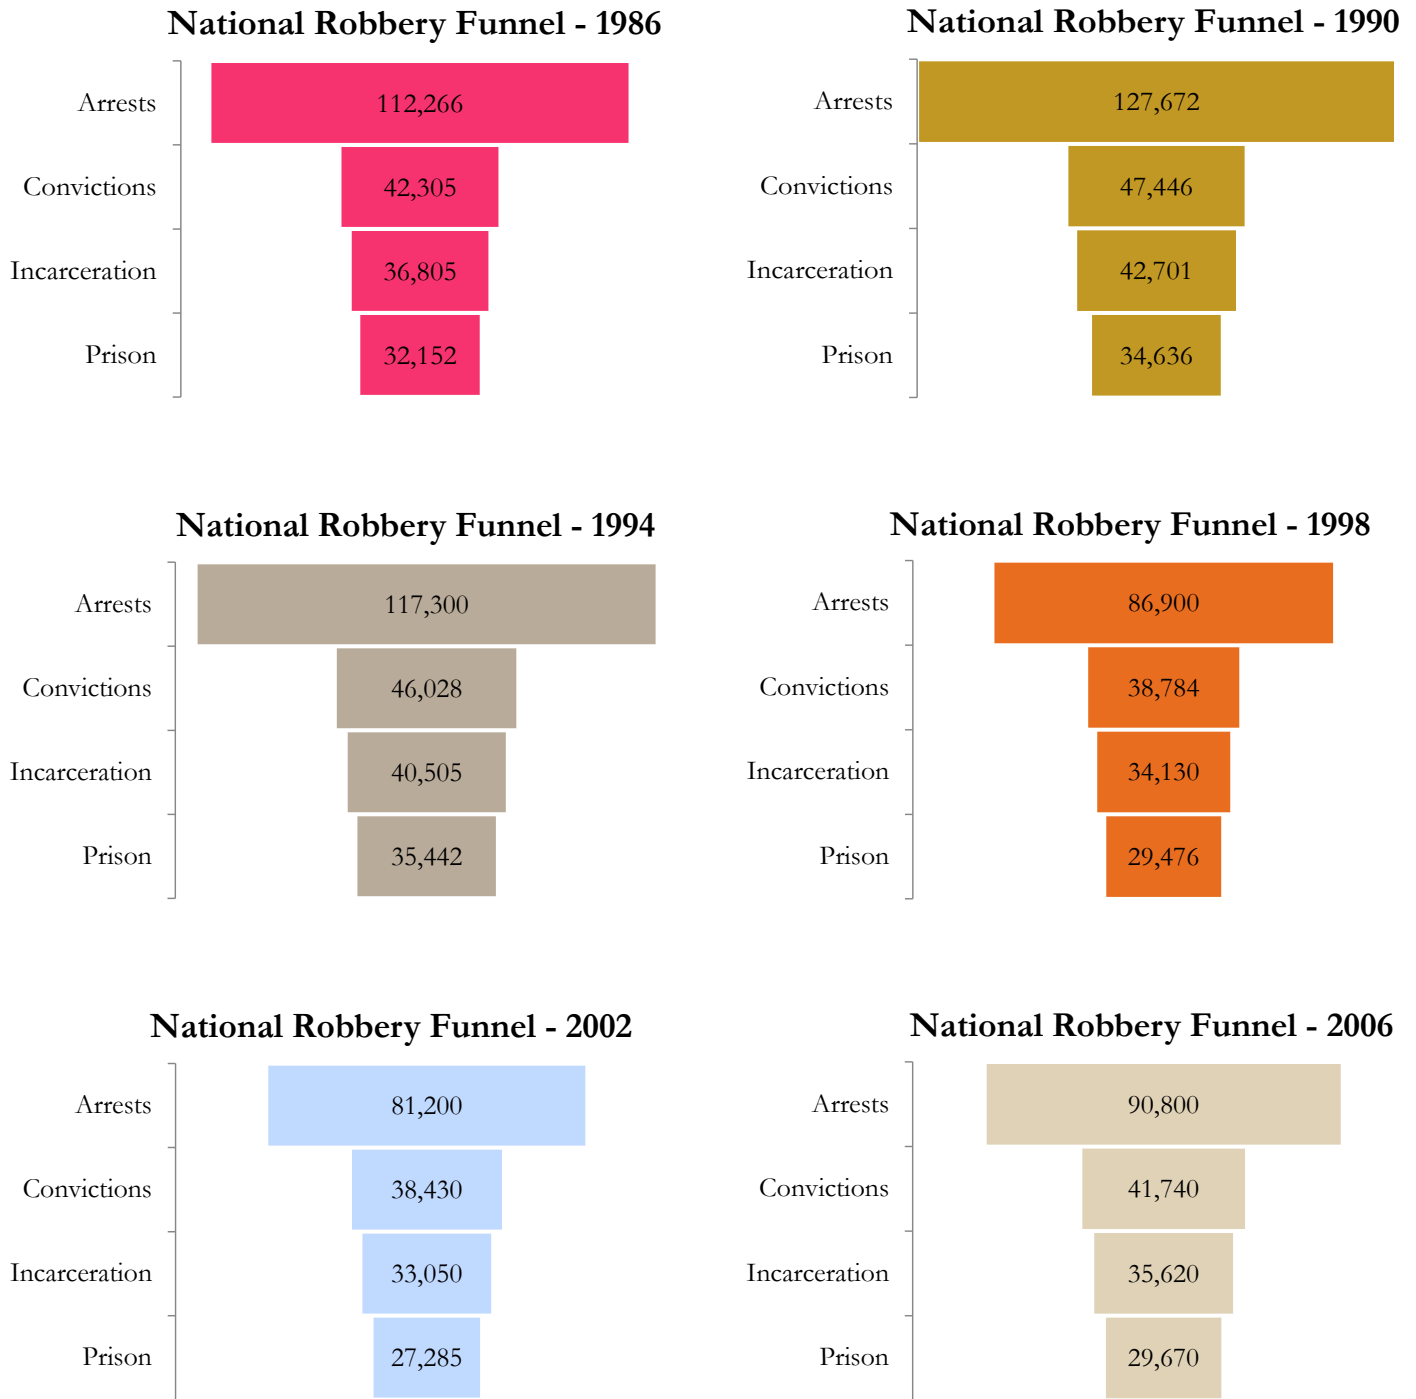 National Robbery Funnel - 1986
Arrests 112,266
Convictions 42,305
Incarceration 36,805
Prison 32,152
National Robbery Funnel - 1990
Arrests 127,672
Convictions 47,446
Incarceration 42,701
Prison 34,636
National Robbery Funnel - 1994
Arrests 117,300
Convictions 46,028
Incarceration 40,505
Prison 35,442
National Robbery Funnel - 1998
Arrests 86,900
Convictions 38,784
Incarceration 34,130
Prison 29,476
National Robbery Funnel - 2002
Arrests 81,200
Convictions 38,430
Incarceration 33,050
Prison 27,285
National Robbery Funnel - 2006
Arrests 90,800
Convictions 41,740
Incarceration 35,620
Prison 29,670